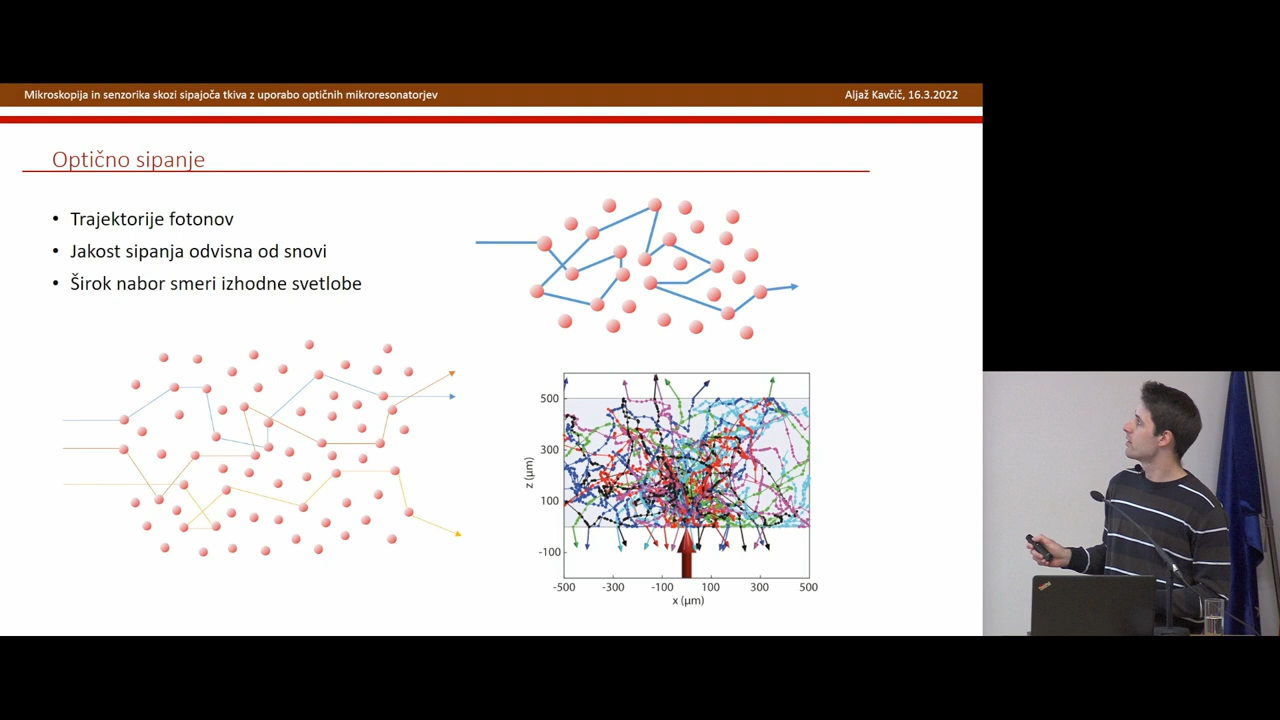 Mikroskopija in senzorika skozi sipajoča tkiva z uporabo optičnih mikroresonatorjev
Aljaž Kavčič, 16.3.2022
Optično sipanje
• Trajektorije fotonov
• Jakost sipanja odvisna od snovi
• Širok nabor smeri izhodne svetlobe
500
300
100
-100
z (µm)
-500 -300 -100 100 300 500
x (µm)